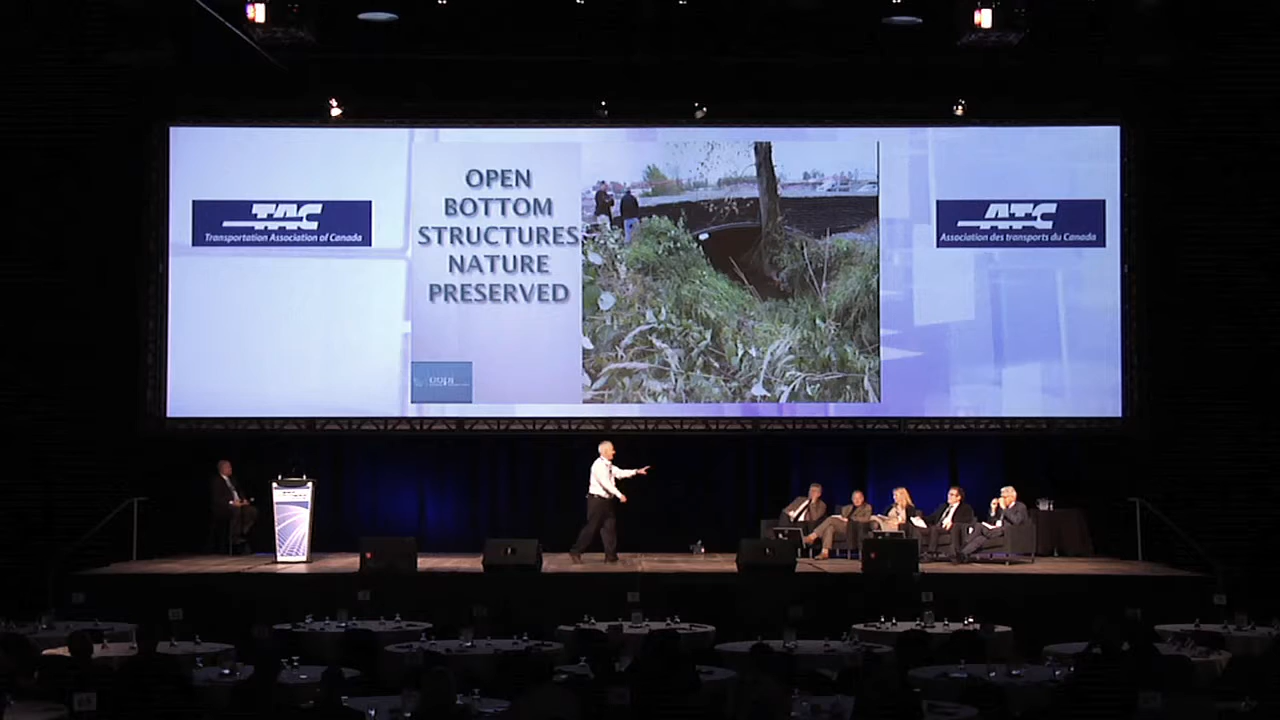 TAC
Transportation Association of Canada
OPEN
BOTTOM
STRUCTURES
NATURE
PRESERVED
ATC
Association des transports du Canada